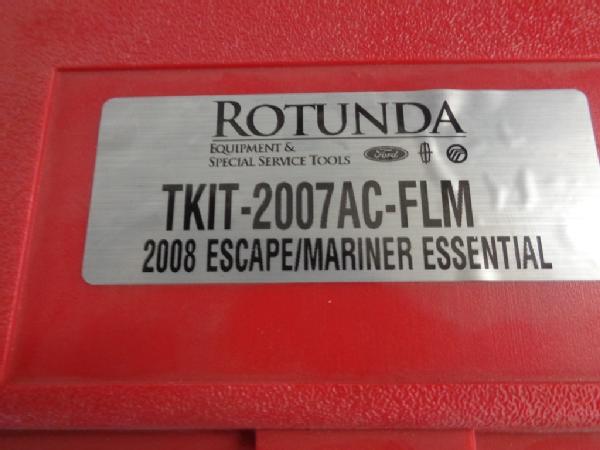 ROTUNDA
EQUIPMENT &
SPECIAL SERVICE TOOLS
Ford
TKIT-2007AC-FLM
2008 ESCAPE/MARINER ESSENTIAL